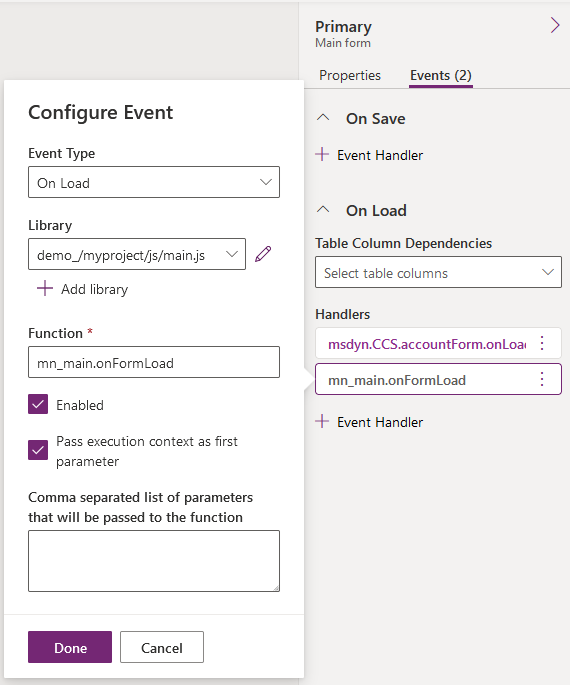 Primary
Main form
Properties
Events (2)
On Save
Event Handler
On Load
Table Column Dependencies
Select table columns
Handlers
msdyn.CCS.accountForm.onLoa
mn_main.onFormLoad
Event Handler
Configure Event
Event Type
On Load
Library
demo_/myproject/js/main.js
Add library
Function *
mn_main.onFormLoad
Enabled
Pass execution context as first
parameter
Comma separated list of parameters
that will be passed to the function
Done
Cancel